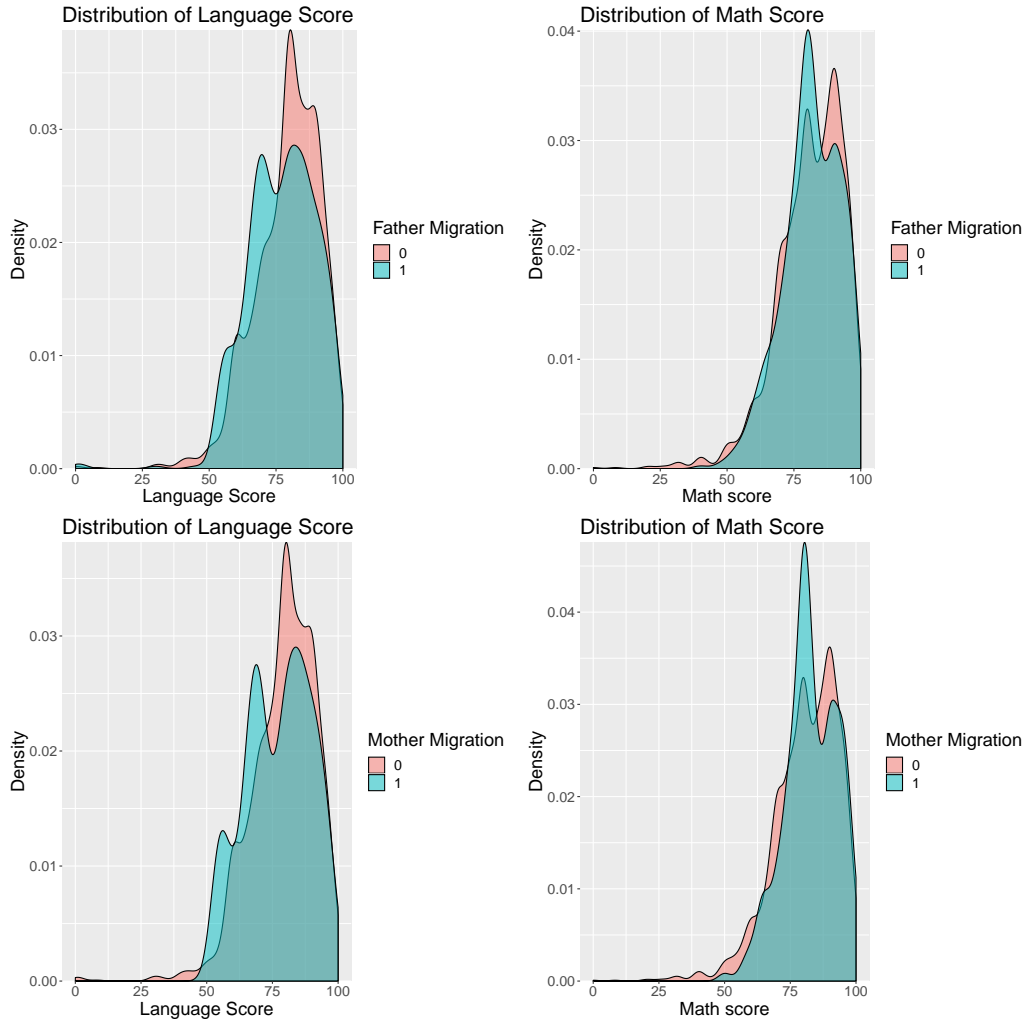 Distribution of Language Score
Density
0.03
0.02
0.01
0.00
0 25 50 75 100
Language Score
Father Migration
0
1
Distribution of Math Score
Density
0.04
0.03
0.02
0.01
0.00
0 25 50 75 100
Math score
Father Migration
0
1
Distribution of Language Score
Density
0.03
0.02
0.01
0.00
0 25 50 75 100
Language Score
Mother Migration
0
1
Distribution of Math Score
Density
0.04
0.03
0.02
0.01
0.00
0 25 50 75 100
Math score
Mother Migration
0
1